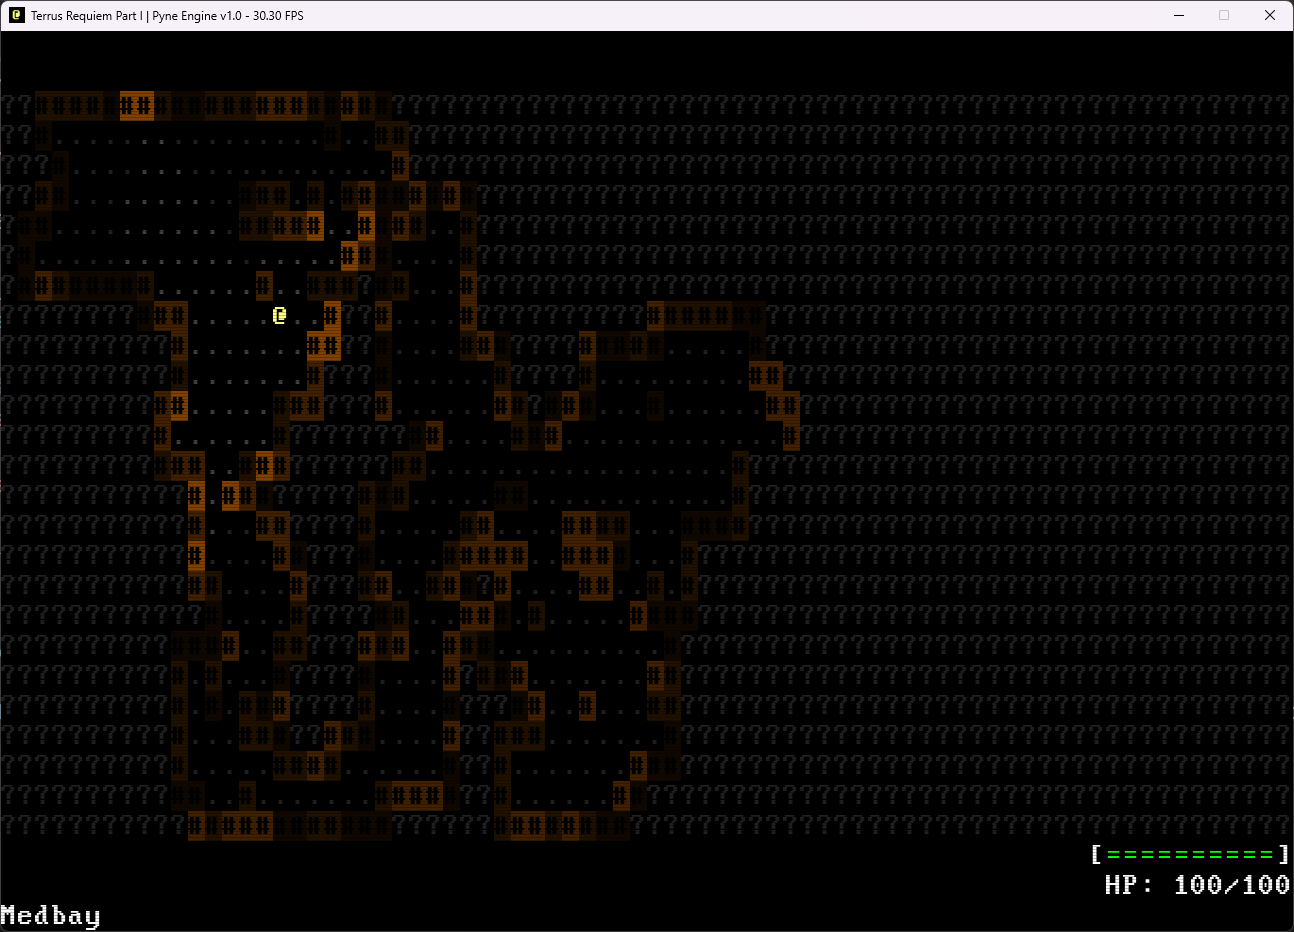 Terrus Requiem Part I | Pyne Engine v1.0 - 30.30 FPS
[==========]
HP: 100/100
Medbay